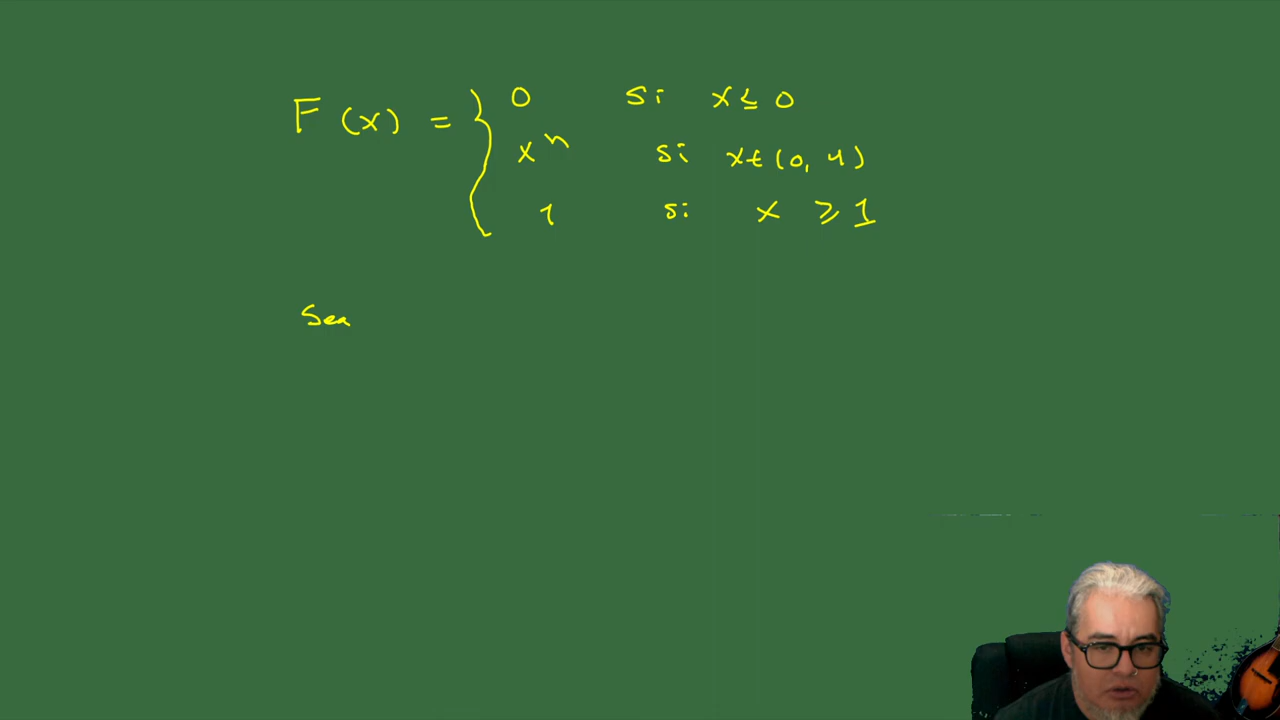 F(x) = { 0 si x ≤ 0
x^n si x ∈ (0, 1)
1 si x ≥ 1
Sea